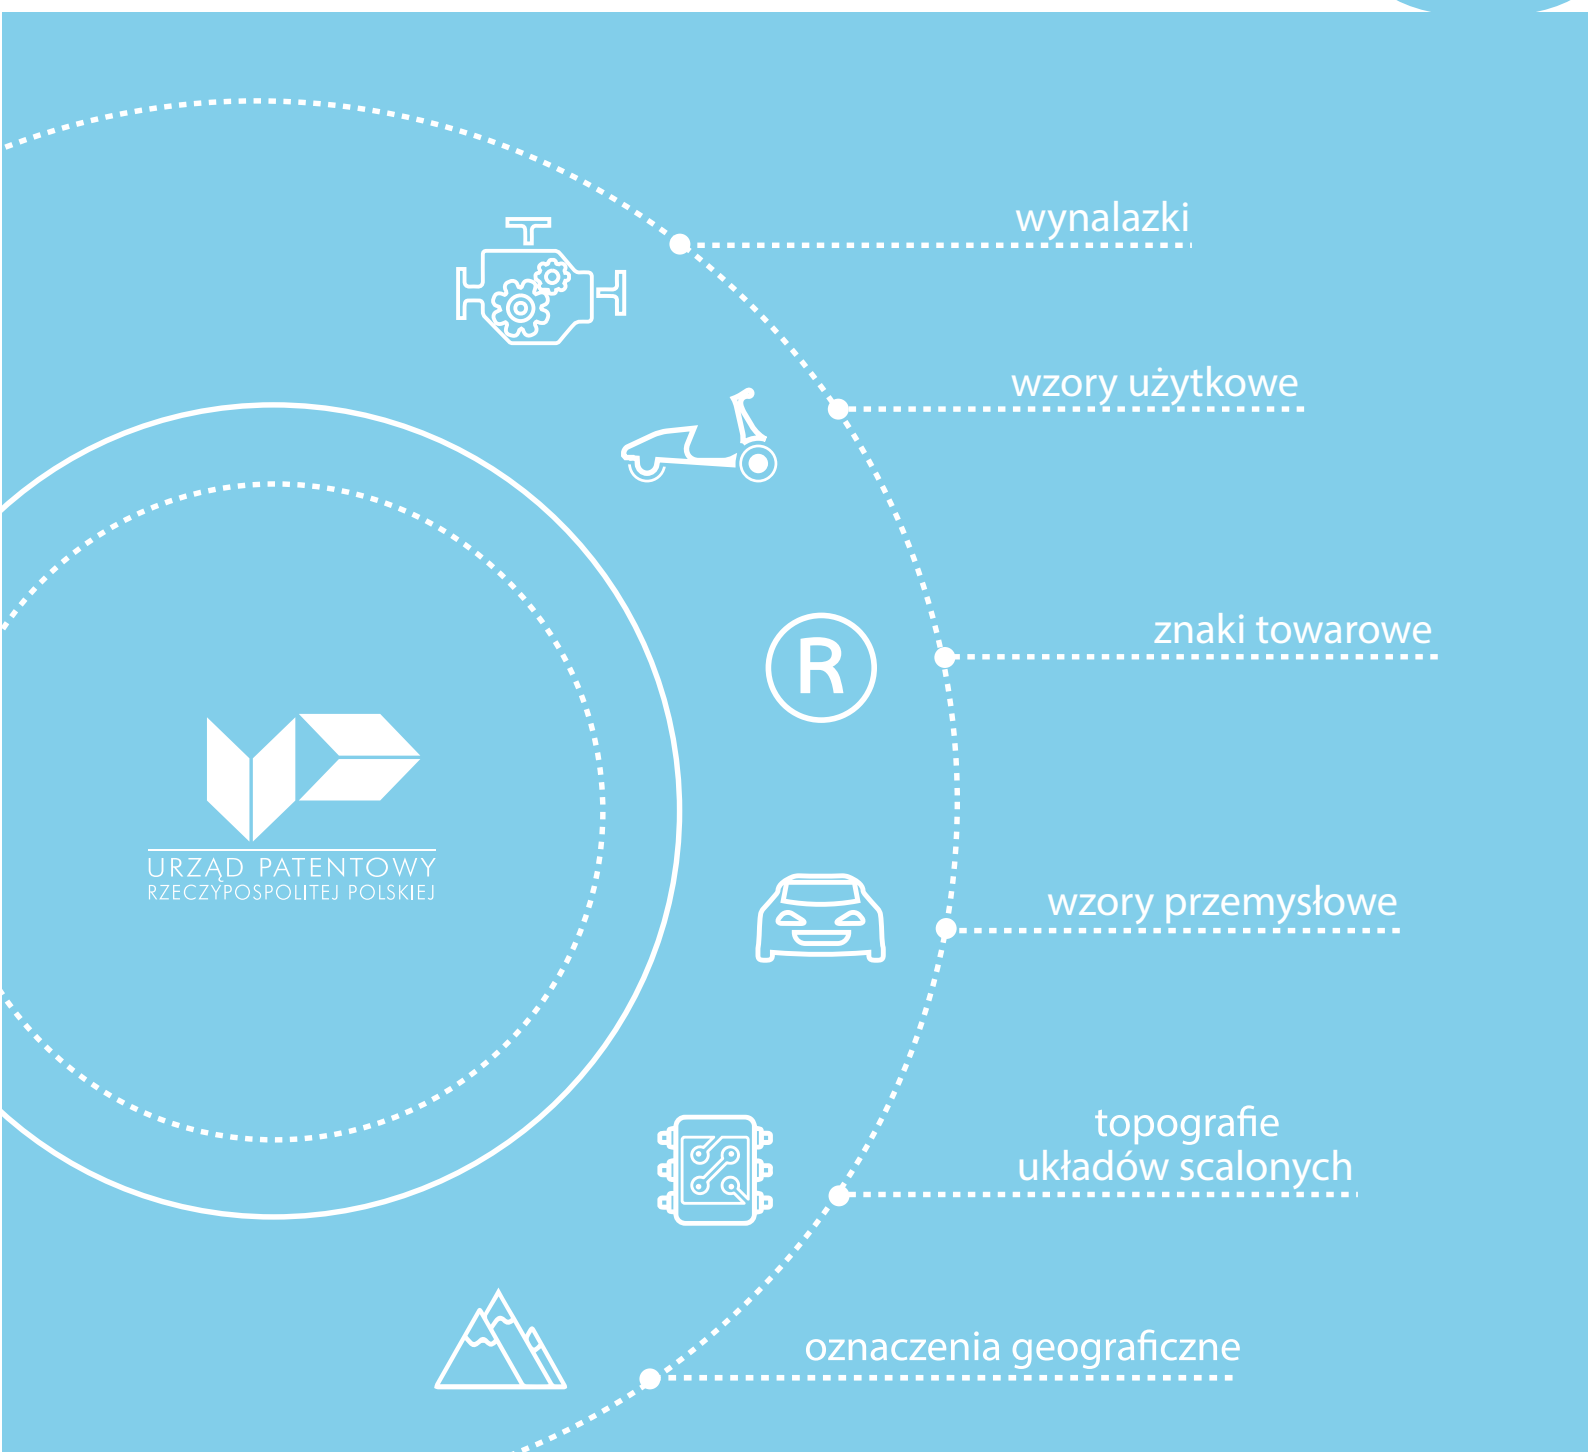 wynalazki
wzory użytkowe
znaki towarowe
R
URZĄD PATENTOWY
RZECZYPOSPOLITEJ POLSKIEJ
wzory przemysłowe
topografie
układów scalonych
oznaczenia geograficzne